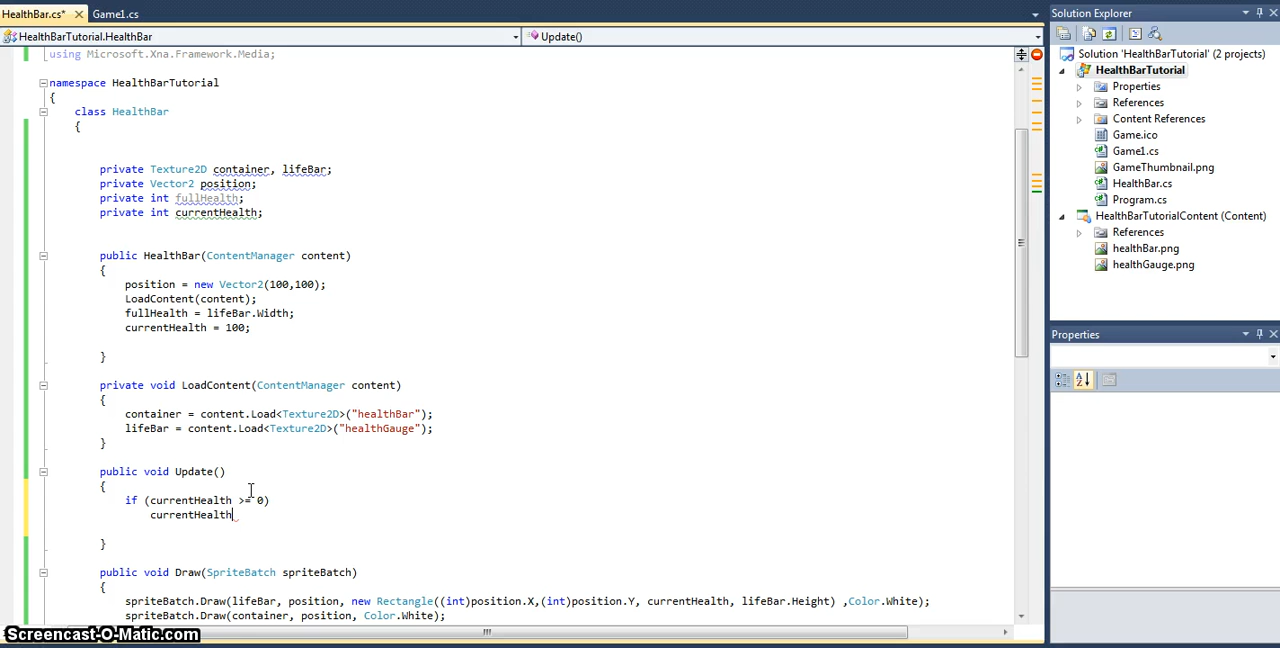 HealthBar.cs*
Game1.cs
HealthBarTutorial.HealthBar
Update()
using Microsoft.Xna.Framework.Media;
namespace HealthBarTutorial
{
class HealthBar
{
private Texture2D container, lifeBar;
private Vector2 position;
private int fullHealth;
private int currentHealth;
public HealthBar(ContentManager content)
{
position = new Vector2(100,100);
LoadContent(content);
fullHealth = lifeBar.Width;
currentHealth = 100;
}
private void LoadContent(ContentManager content)
{
container = content.Load<Texture2D>("healthBar");
lifeBar = content.Load<Texture2D>("healthGauge");
}
public void Update()
{
if (currentHealth >= 0)
currentHealth
}
public void Draw(SpriteBatch spriteBatch)
{
spriteBatch.Draw(lifeBar, position, new Rectangle((int)position.X,(int)position.Y, currentHealth, lifeBar.Height) ,Color.White);
spriteBatch.Draw(container, position, Color.White);
Screencast-O-Matic.com
Solution Explorer
Solution 'HealthBarTutorial' (2 projects)
HealthBarTutorial
Properties
References
Content References
Game.ico
Game1.cs
GameThumbnail.png
HealthBar.cs
Program.cs
HealthBarTutorialContent (Content)
References
healthBar.png
healthGauge.png
Properties